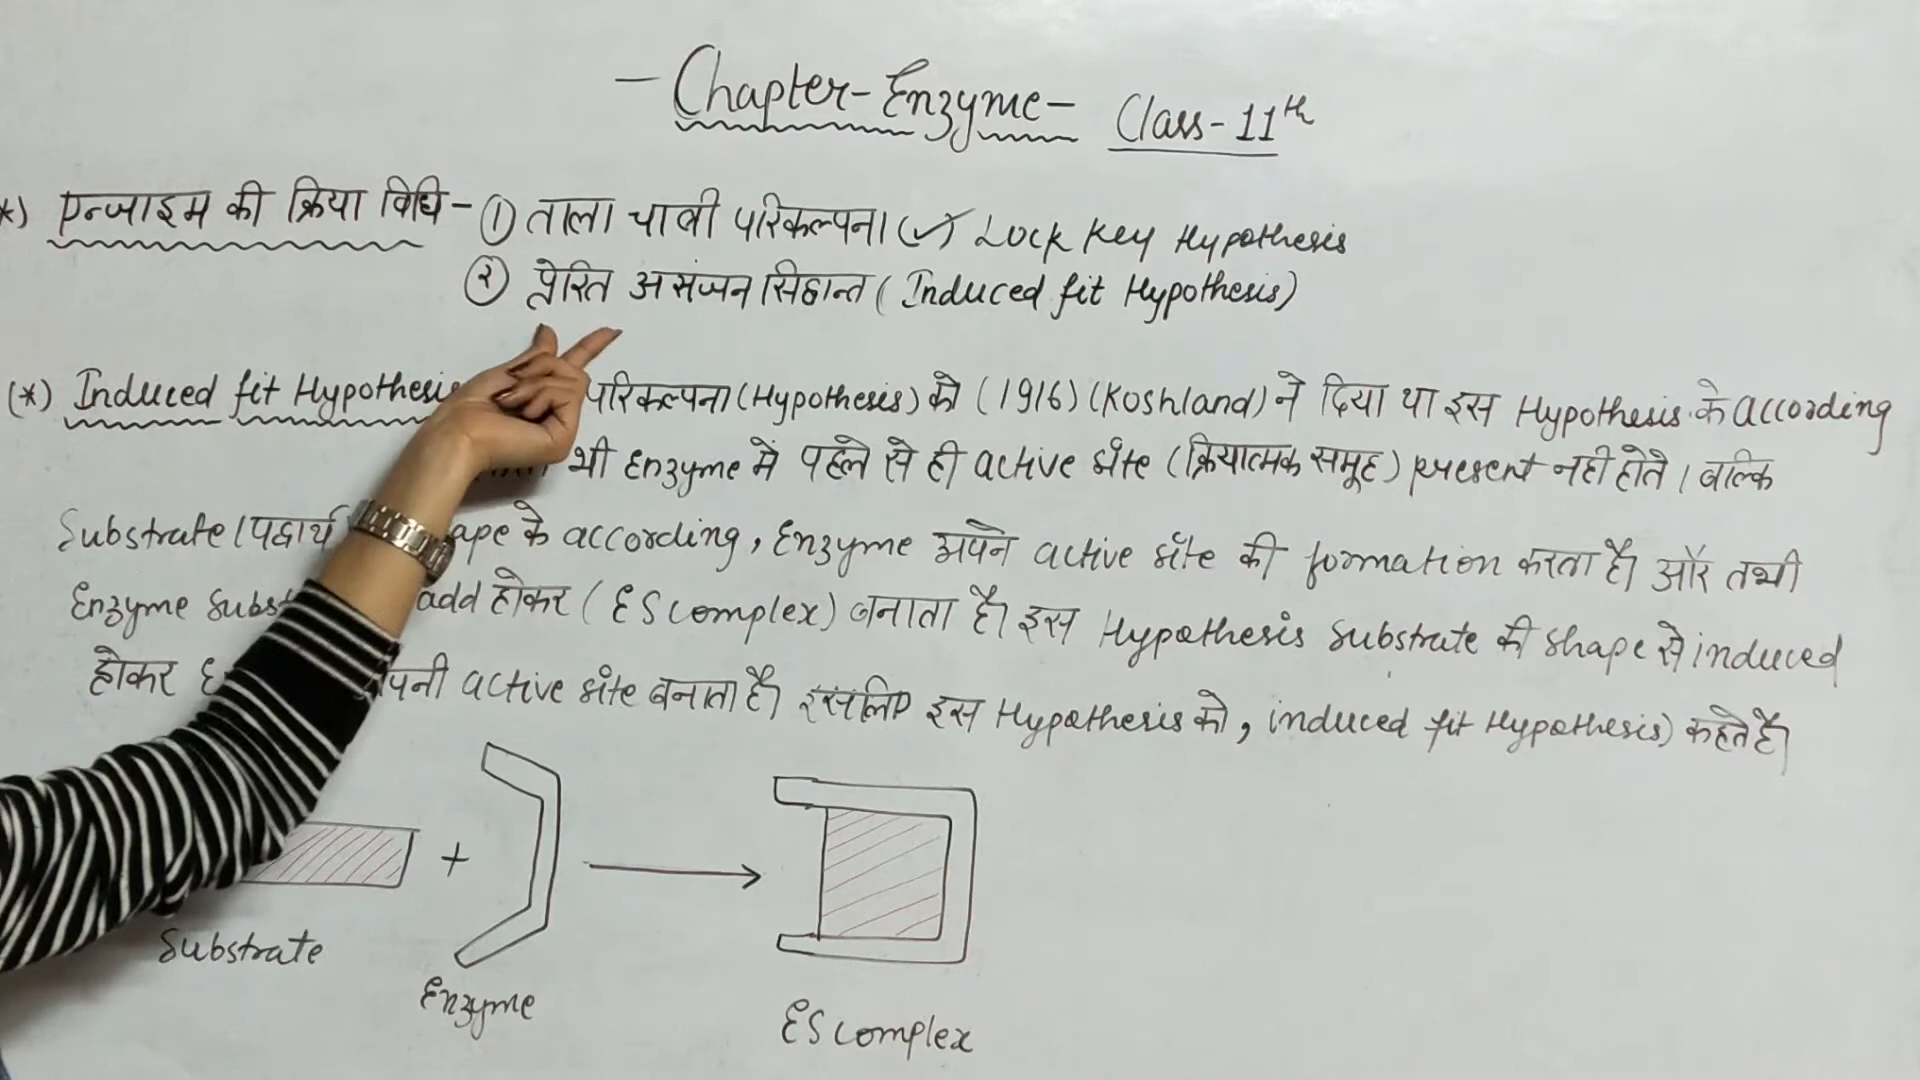 - Chapter - Enzyme - Class - 11th
*) एन्जाइम की क्रिया विधि - ① ताला चाबी परिकल्पना (✓) Lock Key Hypothesis
② प्रेरित असंजन सिद्धान्त ( Induced fit Hypothesis)
(*) Induced fit Hypothesis परिकल्पना (Hypothesis) को (1916) (Koshland) ने दिया था इस Hypothesis के according
भी Enzyme में पहले से ही active site (क्रियात्मक समूह) present नही होते। बल्कि
Substrate (पदार्थ के according, Enzyme अपने active site की formation करता है। और तभी
Enzyme add होकर ( ES complex) बनाता है। इस Hypothesis substrate की shape से induced
होकर active site बनाता है। इसलिए इस Hypothesis को, induced fit Hypothesis) कहते है।
+
Substrate
Enzyme
ES complex